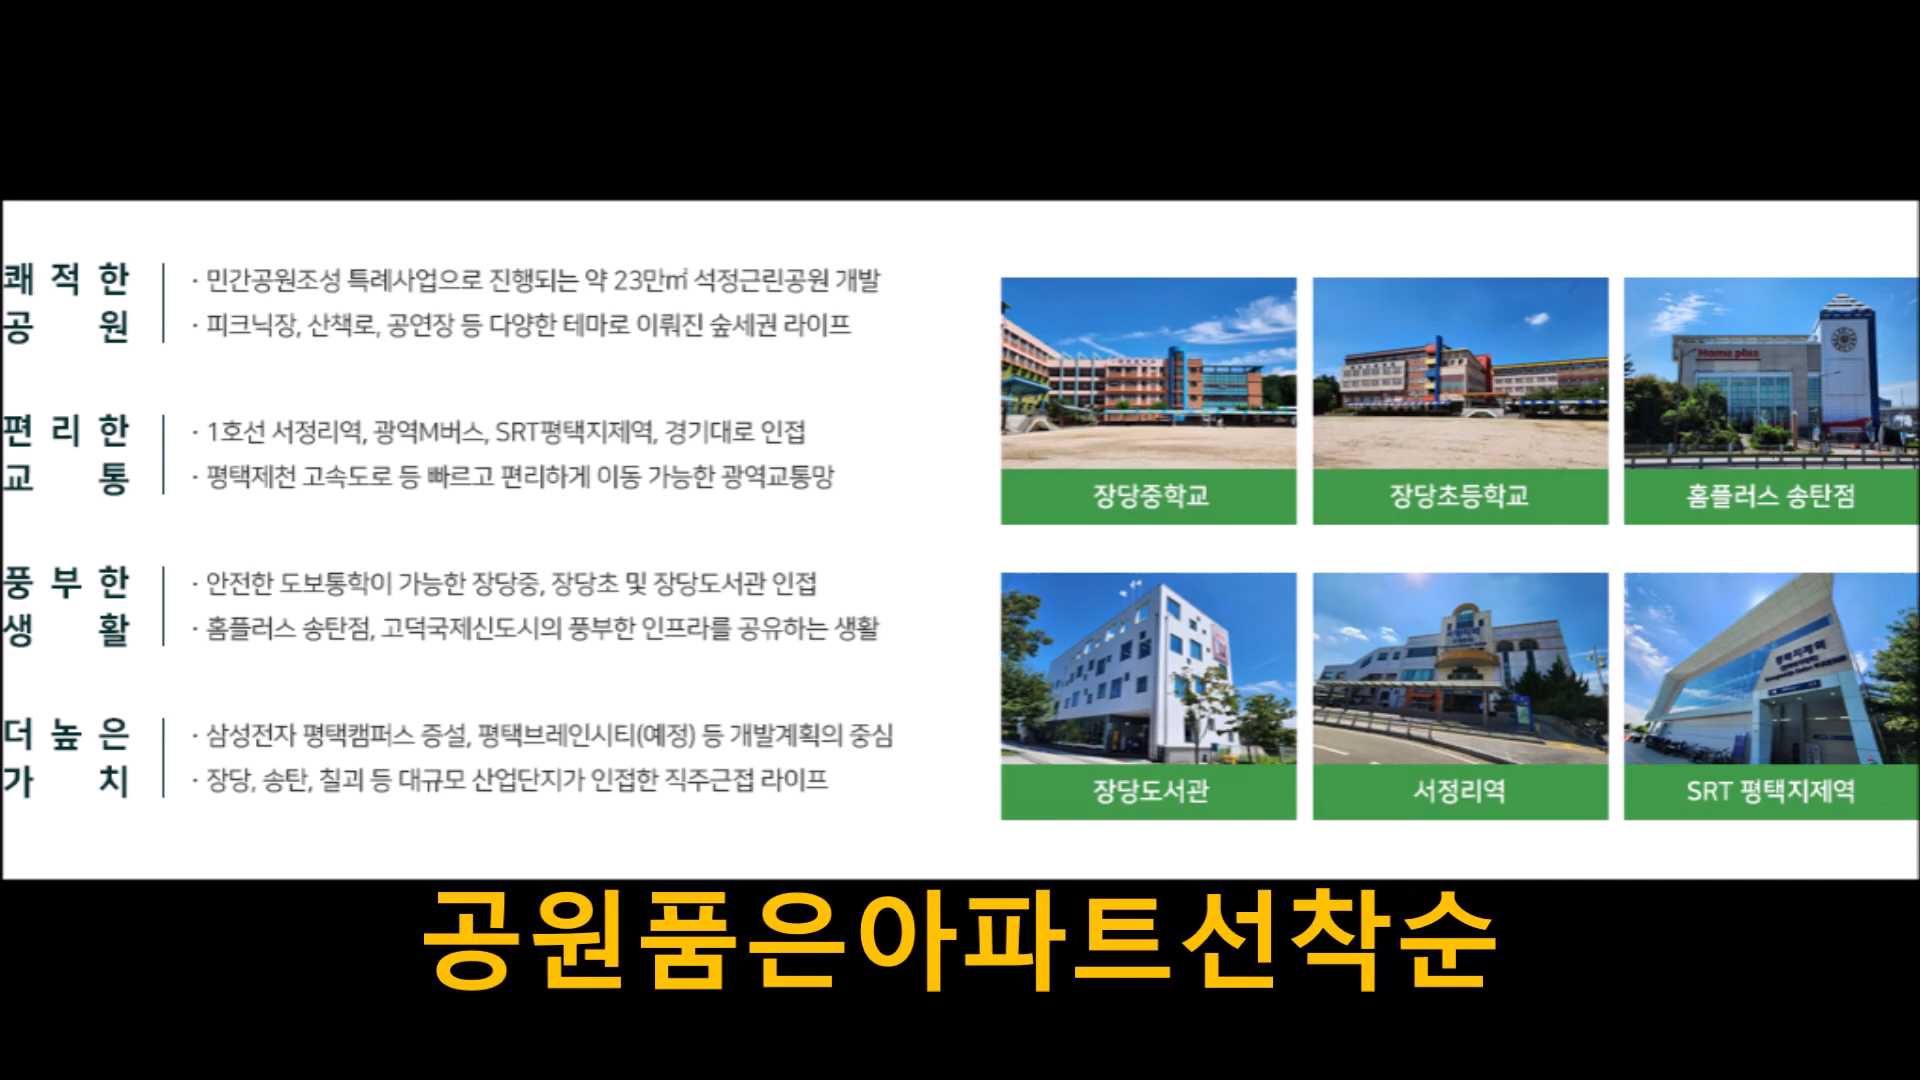 쾌적한
공원
· 민간공원조성 특례사업으로 진행되는 약 23만㎡ 석정근린공원 개발
· 피크닉장, 산책로, 공연장 등 다양한 테마로 이뤄진 숲세권 라이프
편리한
교통
· 1호선 서정리역, 광역M버스, SRT평택지제역, 경기대로 인접
· 평택제천 고속도로 등 빠르고 편리하게 이동 가능한 광역교통망
풍부한
생활
· 안전한 도보통학이 가능한 장당중, 장당초 및 장당도서관 인접
· 홈플러스 송탄점, 고덕국제신도시의 풍부한 인프라를 공유하는 생활
더높은
가치
· 삼성전자 평택캠퍼스 증설, 평택브레인시티(예정) 등 개발계획의 중심
· 장당, 송탄, 칠괴 등 대규모 산업단지가 인접한 직주근접 라이프
Home plus
장당중학교
장당초등학교
홈플러스 송탄점
평택지제역
장당도서관
서정리역
SRT 평택지제역
공원품은아파트선착순